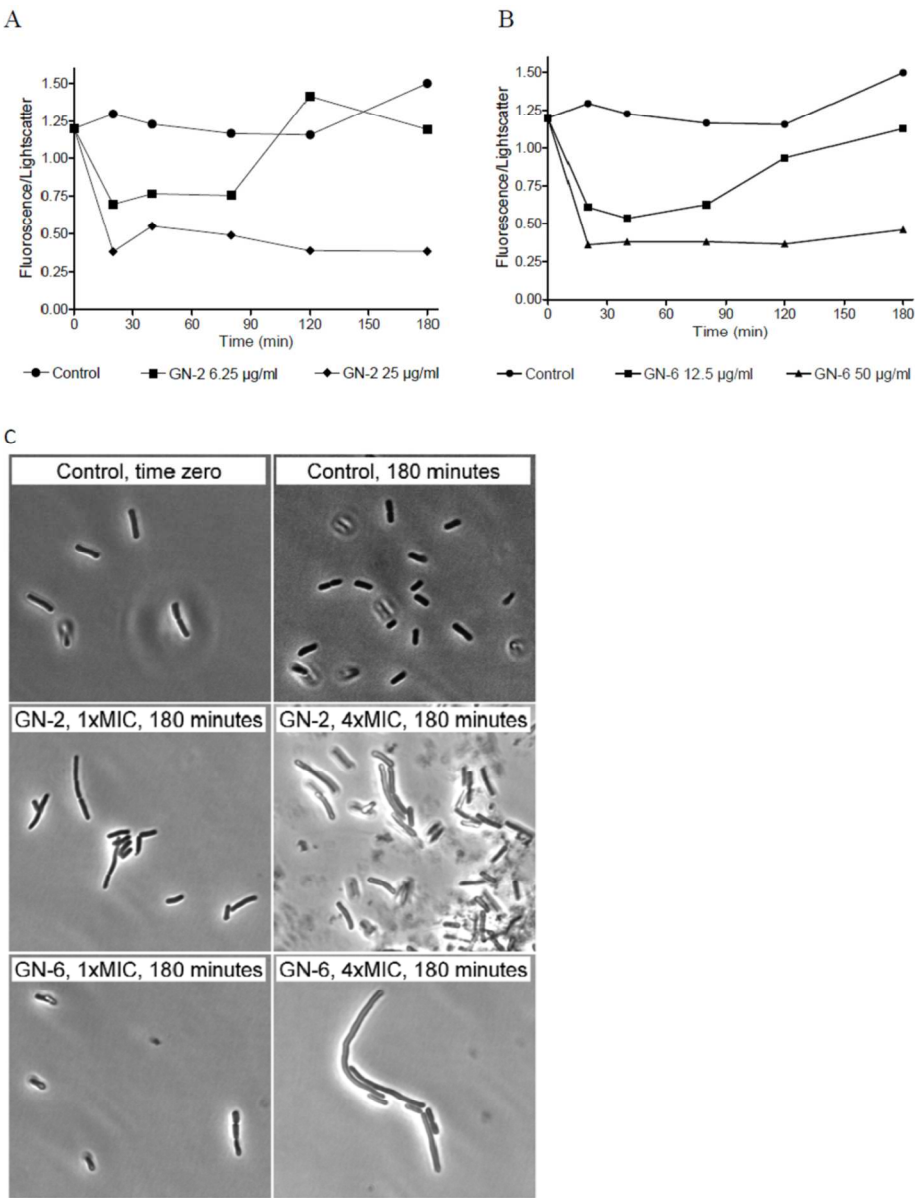 A
Fluoroscence/Lightscatter
1.50
1.25
1.00
0.75
0.50
0.25
0.00
0 30 60 90 120 150 180
Time (min)
Control GN-2 6.25 µg/ml GN-2 25 µg/ml
B
Fluorescence/Lightscatter
1.50
1.25
1.00
0.75
0.50
0.25
0.00
0 30 60 90 120 150 180
Time (min)
Control GN-6 12.5 µg/ml GN-6 50 µg/ml
C
Control, time zero
Control, 180 minutes
GN-2, 1xMIC, 180 minutes
GN-2, 4xMIC, 180 minutes
GN-6, 1xMIC, 180 minutes
GN-6, 4xMIC, 180 minutes